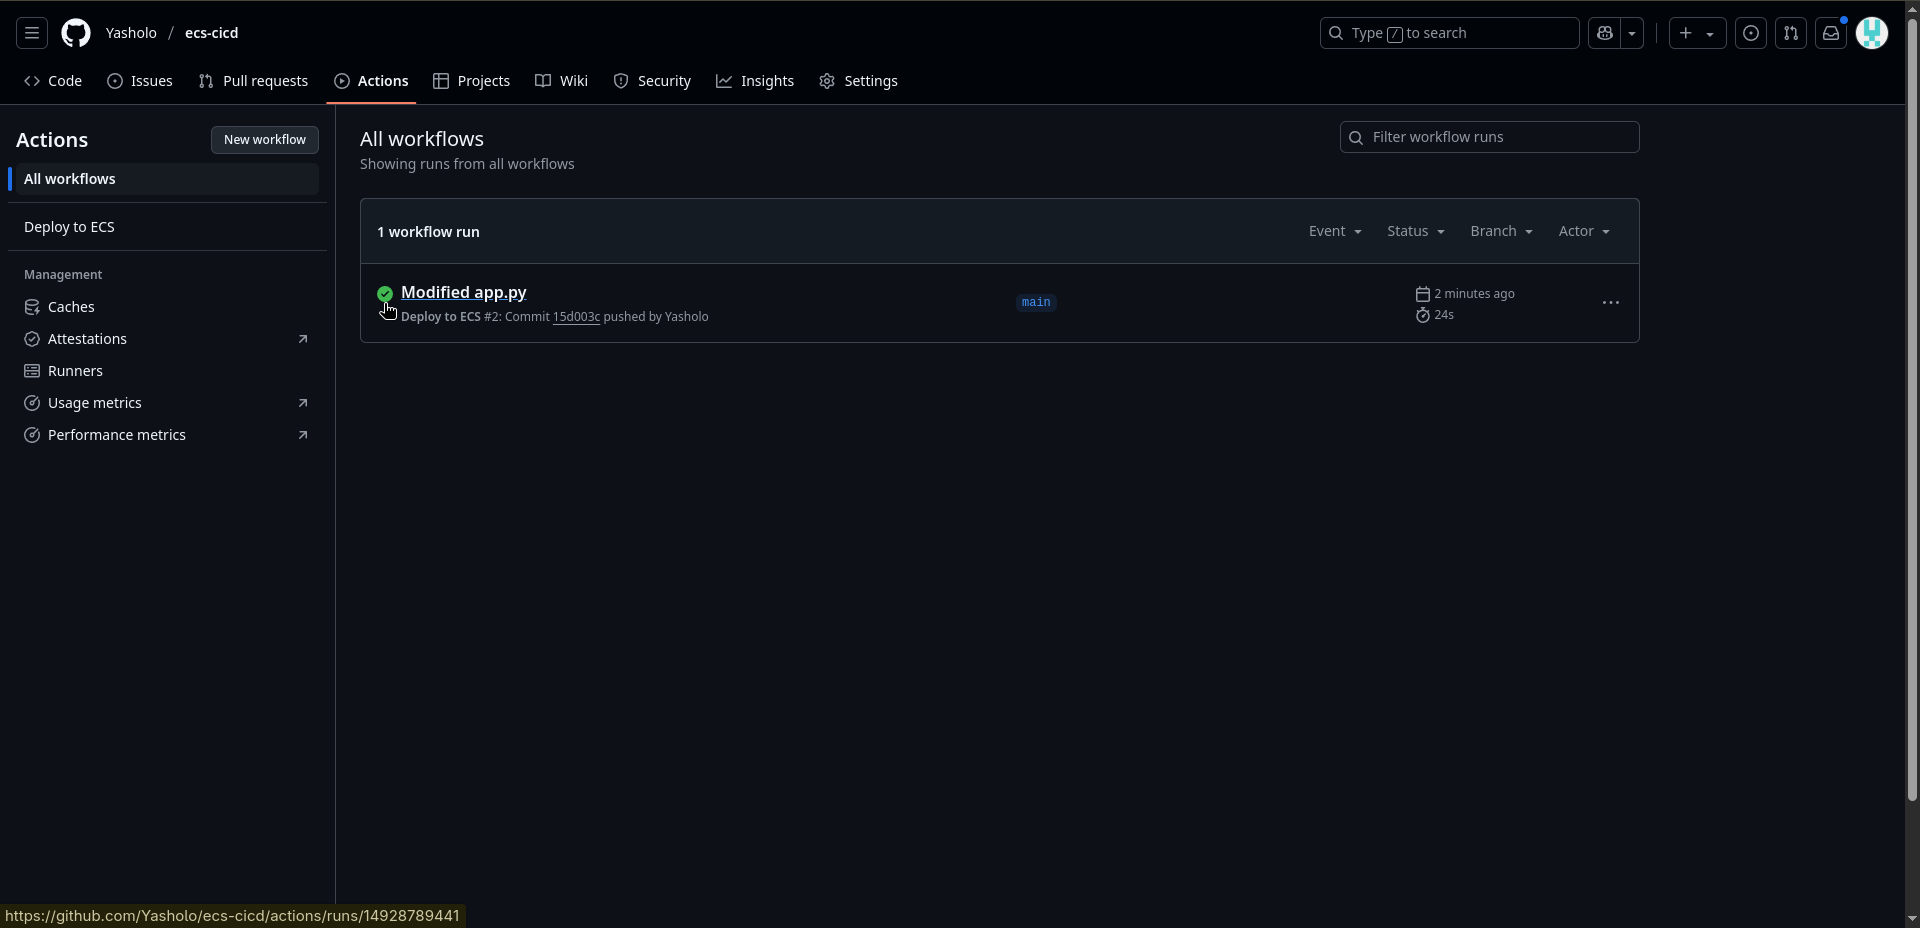 Yasholo / ecs-cicd
Type / to search
Code Issues Pull requests Actions Projects Wiki Security Insights Settings
Actions
New workflow
All workflows
Deploy to ECS
Management
Caches
Attestations
Runners
Usage metrics
Performance metrics
All workflows
Showing runs from all workflows
Filter workflow runs
1 workflow run
Event Status Branch Actor
Modified app.py
Deploy to ECS #2: Commit 15d003c pushed by Yasholo
main
2 minutes ago
24s
https://github.com/Yasholo/ecs-cicd/actions/runs/14928789441